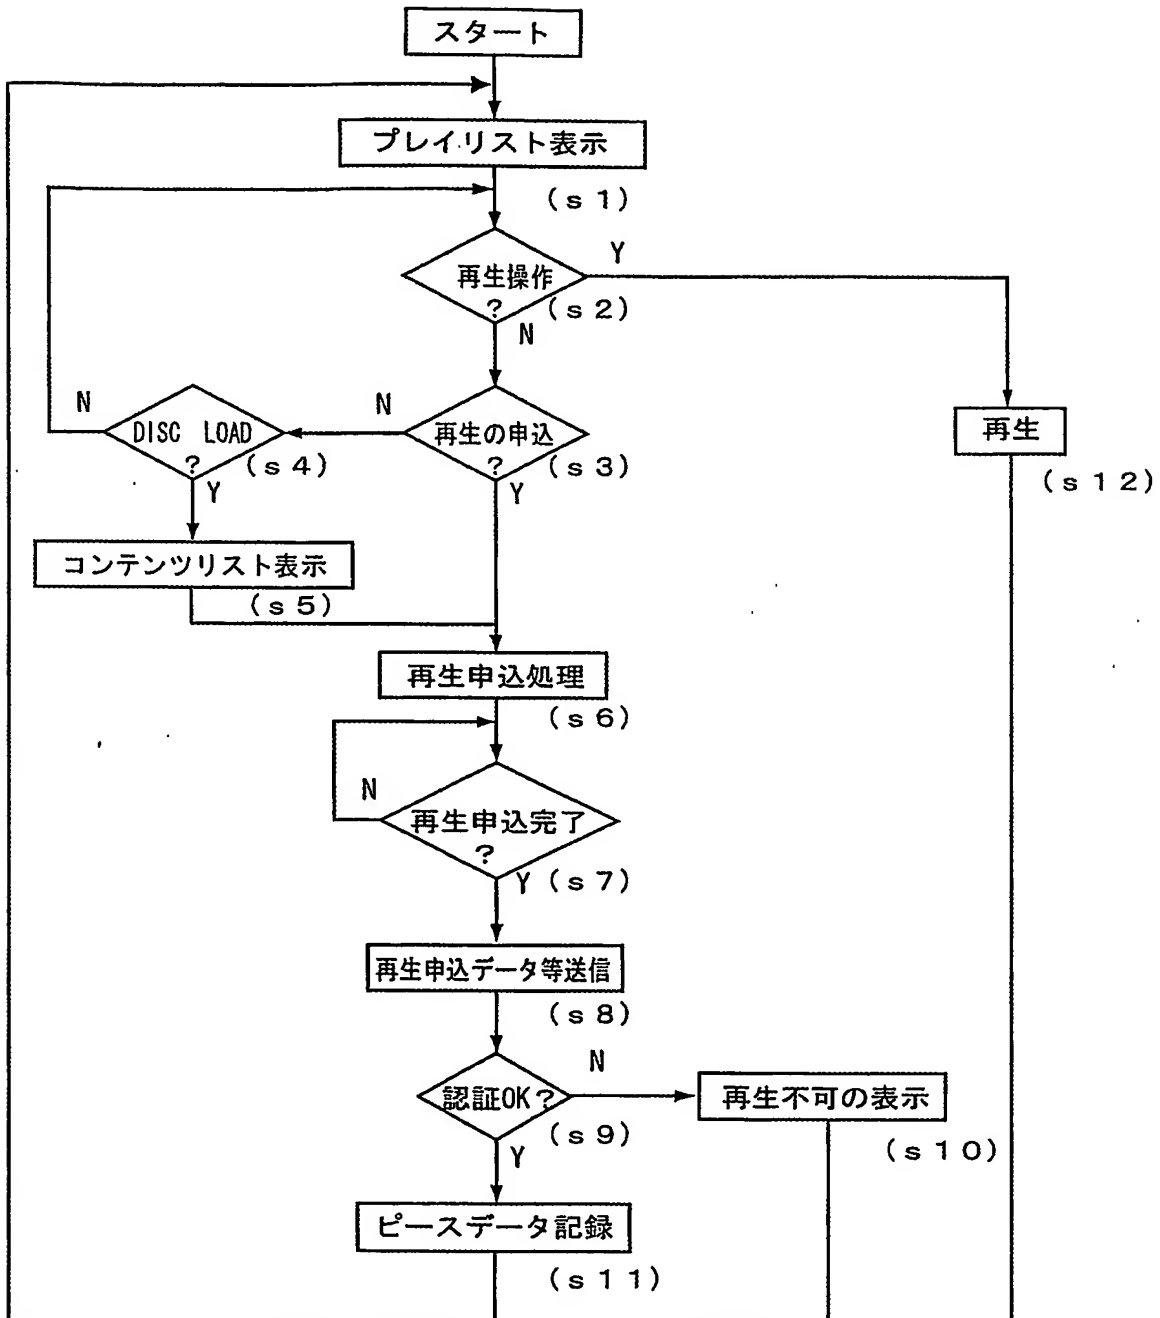 スタート
プレイリスト表示
(s1)
再生操作
?
(s2)
Y
N
再生の申込
?
(s3)
N
Y
DISC LOAD
?
(s4)
N
Y
コンテンツリスト表示
(s5)
再生申込処理
(s6)
再生申込完了
?
N
Y (s7)
再生申込データ等送信
(s8)
認証OK?
(s9)
N
Y
再生不可の表示
(s10)
ピースデータ記録
(s11)
再生
(s12)